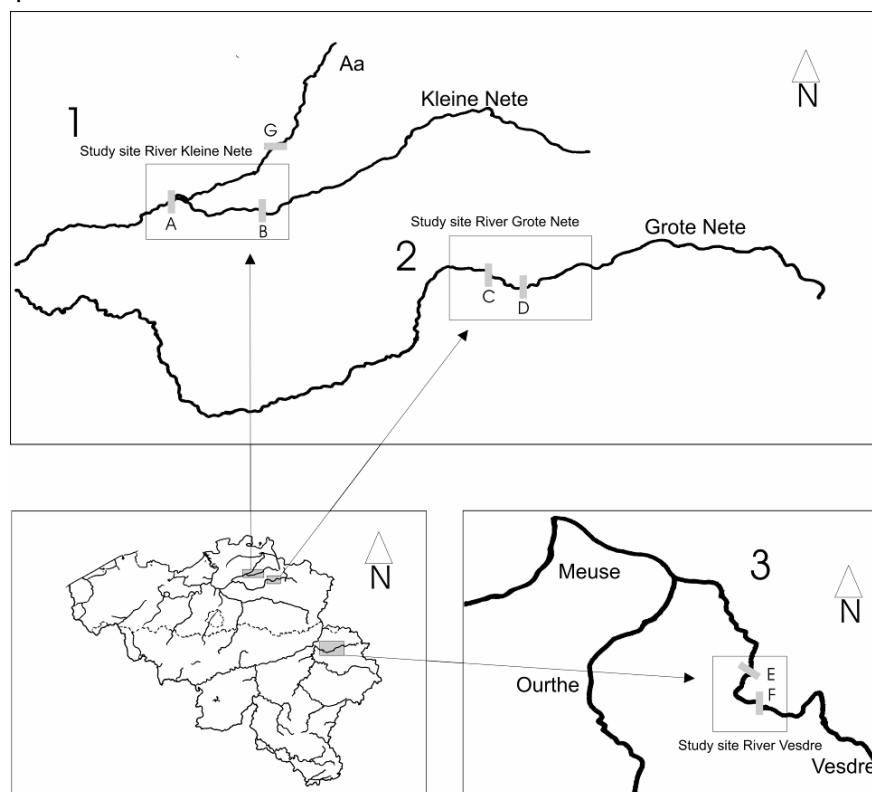 Aa
N
Kleine Nete
1
G
Study site River Kleine Nete
A
B
Study site River Grote Nete
Grote Nete
2
C
D
N
3
Meuse
N
Ourthe
E
F
Study site River Vesdre
Vesdre